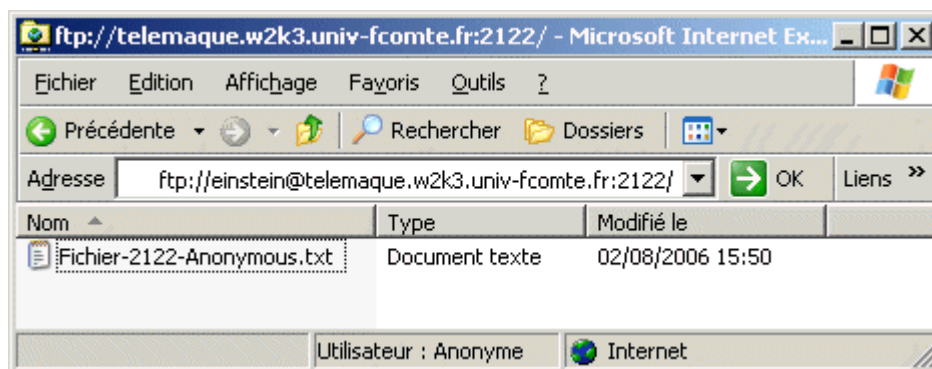 ftp://telemaque.w2k3.univ-fcomte.fr:2122/ - Microsoft Internet Ex...
Fichier Edition Affichage Favoris Outils ?
Précédente Rechercher Dossiers
Adresse ftp://einstein@telemaque.w2k3.univ-fcomte.fr:2122/ OK Liens »
Nom Type Modifié le
Fichier-2122-Anonymous.txt Document texte 02/08/2006 15:50
Utilisateur : Anonyme Internet